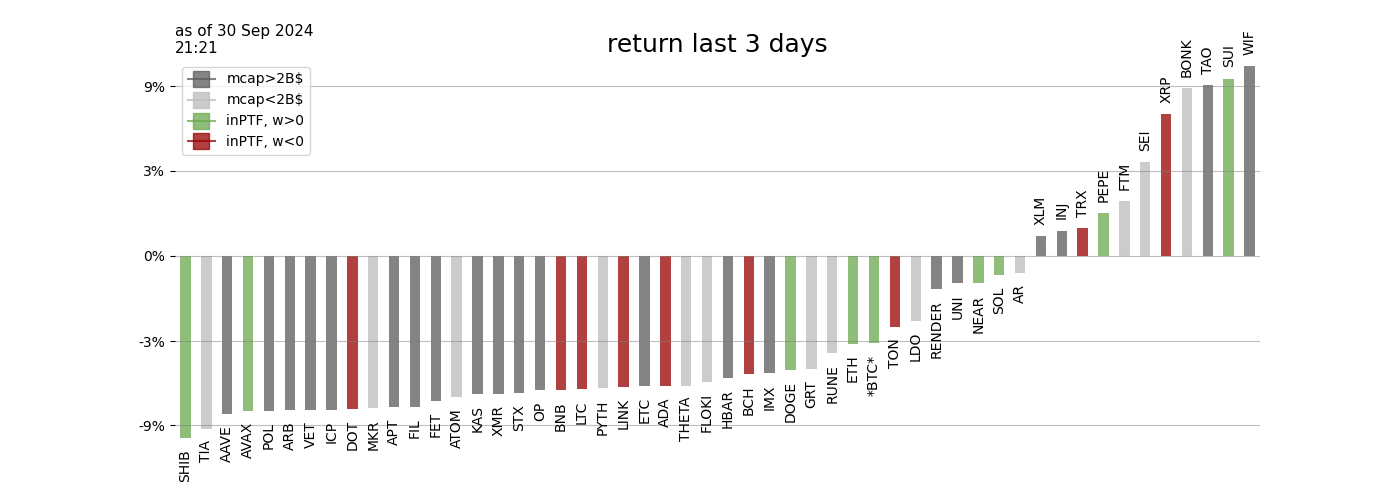 as of 30 Sep 2024
21:21
return last 3 days
mcap>2B$
mcap<2B$
inPTF, w>0
inPTF, w<0
9%
3%
0%
-3%
-9%
SHIB
TIA
AAVE
AVAX
POL
ARB
VET
ICP
DOT
MKR
APT
FIL
FET
ATOM
KAS
XMR
STX
OP
BNB
LTC
PYTH
LINK
ETC
ADA
THETA
FLOKI
HBAR
BCH
IMX
DOGE
GRT
RUNE
ETH
*BTC*
TON
LDO
RENDER
UNI
NEAR
SOL
AR
XLM
INJ
TRX
PEPE
FTM
SEI
XRP
BONK
TAO
SUI
WIF